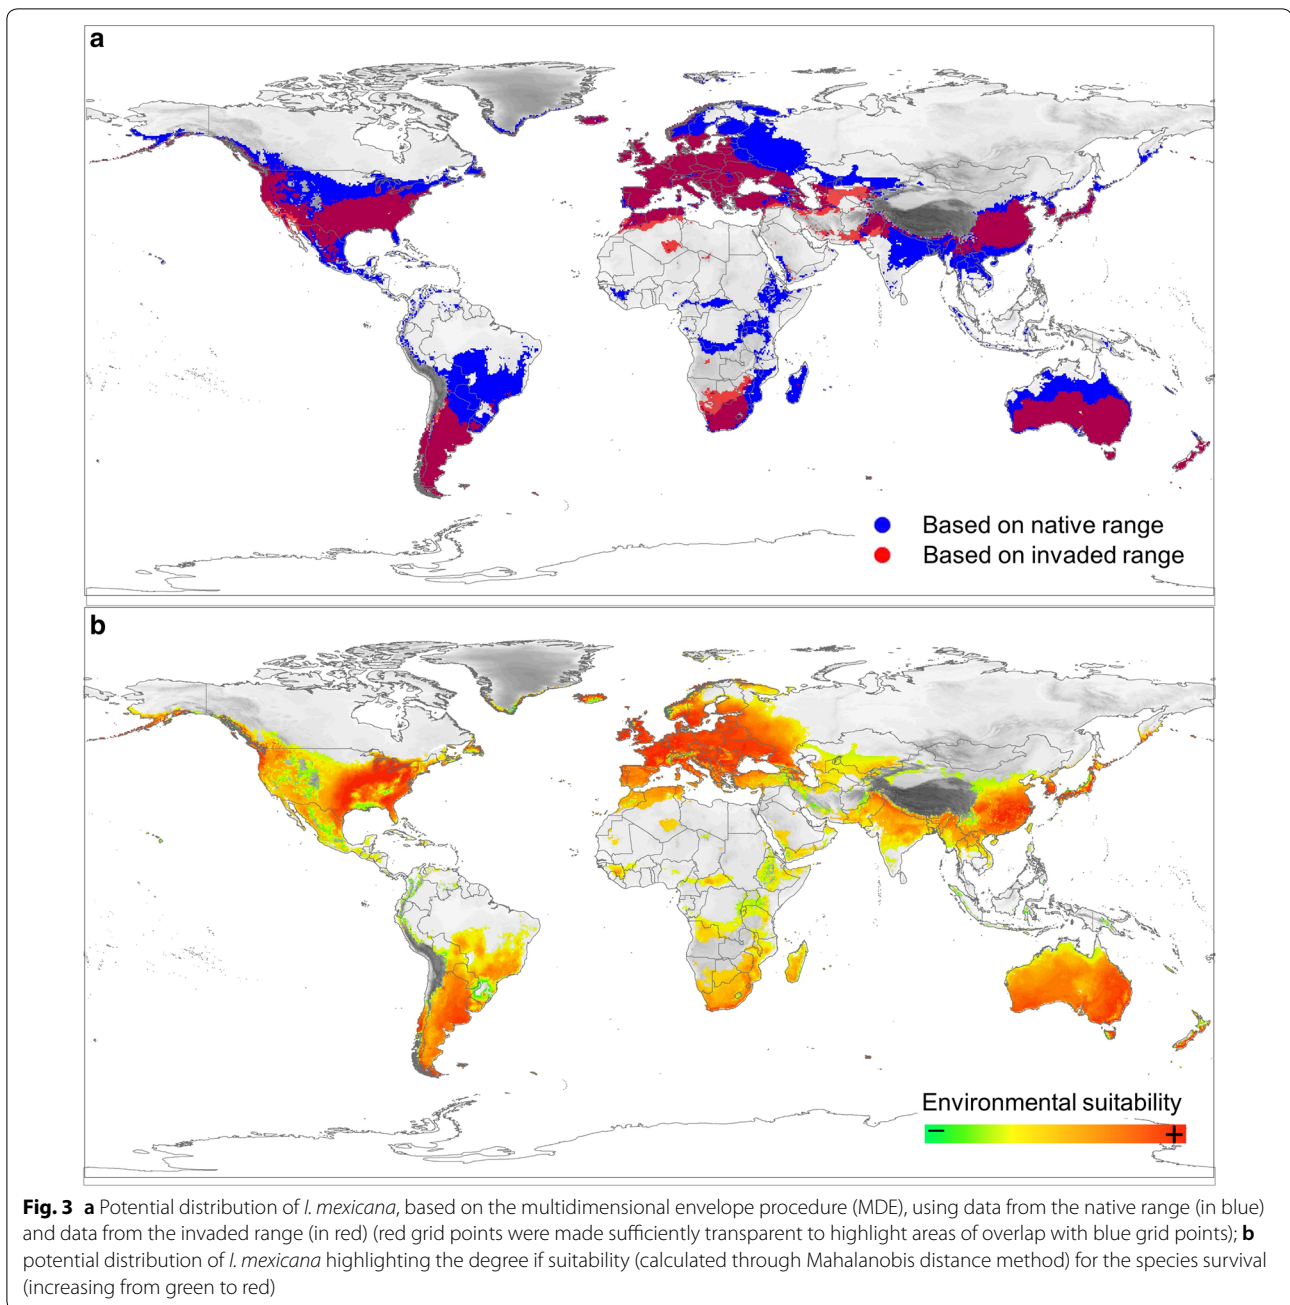 a
Based on native range
Based on invaded range
b
Environmental suitability
− +
Fig. 3 a Potential distribution of I. mexicana, based on the multidimensional envelope procedure (MDE), using data from the native range (in blue)
and data from the invaded range (in red) (red grid points were made sufficiently transparent to highlight areas of overlap with blue grid points); b
potential distribution of I. mexicana highlighting the degree if suitability (calculated through Mahalanobis distance method) for the species survival
(increasing from green to red)